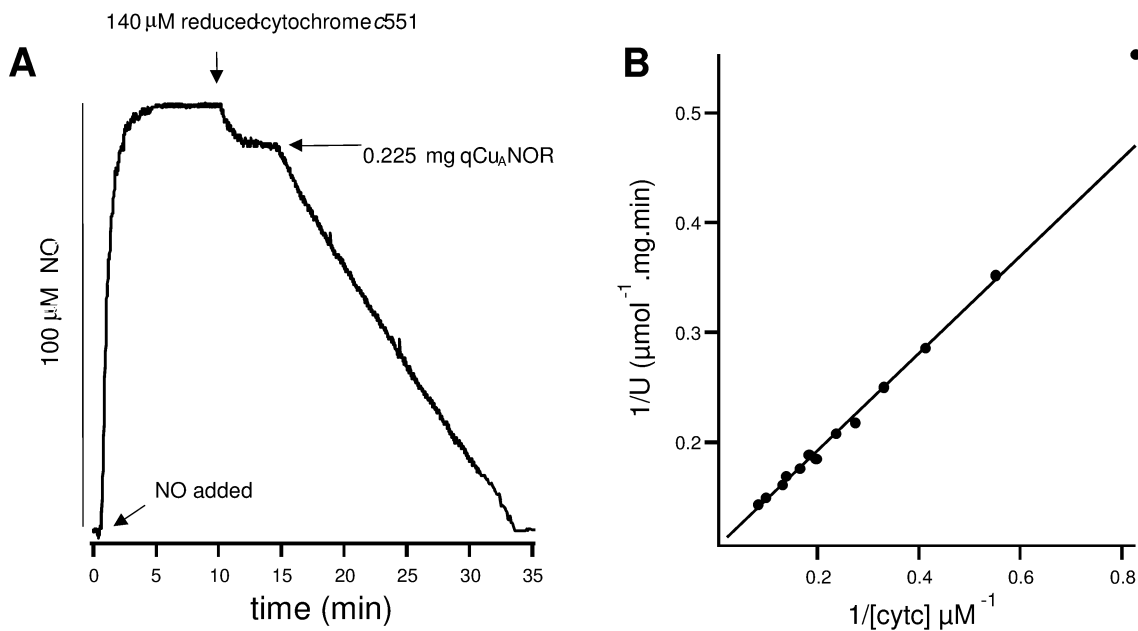 140 µM reduced-cytochrome c551
A
100 µM NO
0.225 mg qCuANOR
NO added
0 5 10 15 20 25 30 35
time (min)
B
0.5
0.4
0.3
0.2
1/U (µmol-1.mg.min)
0.2 0.4 0.6 0.8
1/[cytc] µM-1